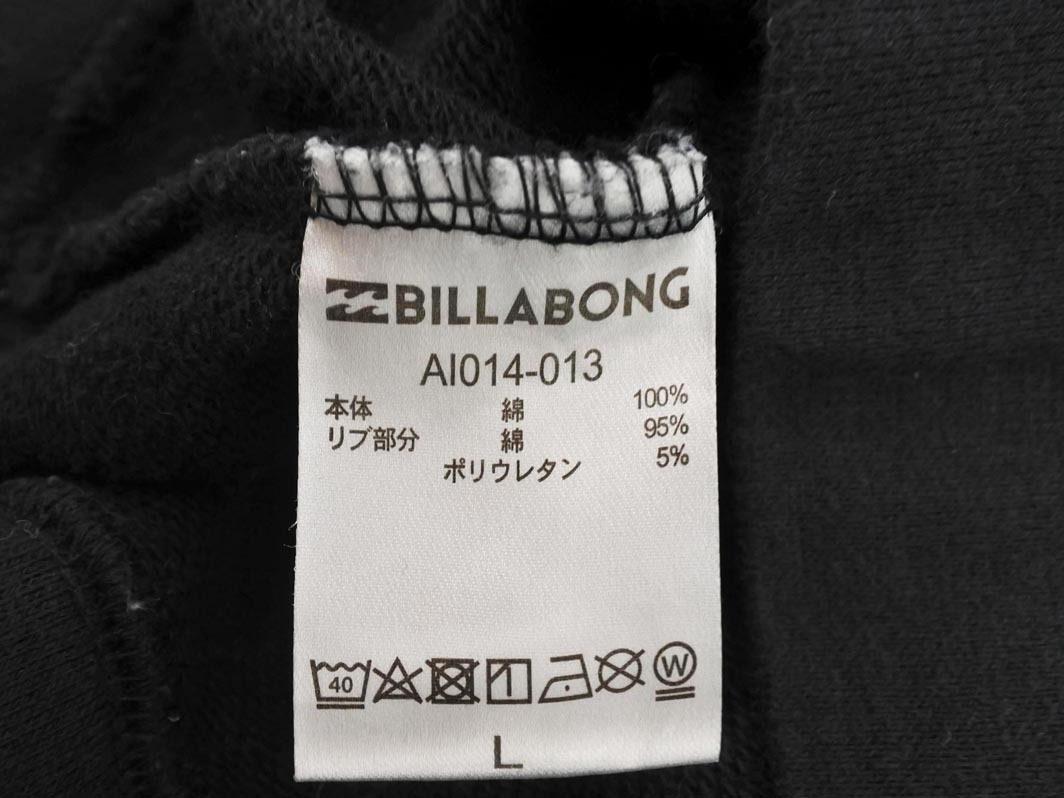 BILLABONG
AI014-013
本体 綿 100%
リブ部分 綿 95%
ポリウレタン 5%
40 W
L